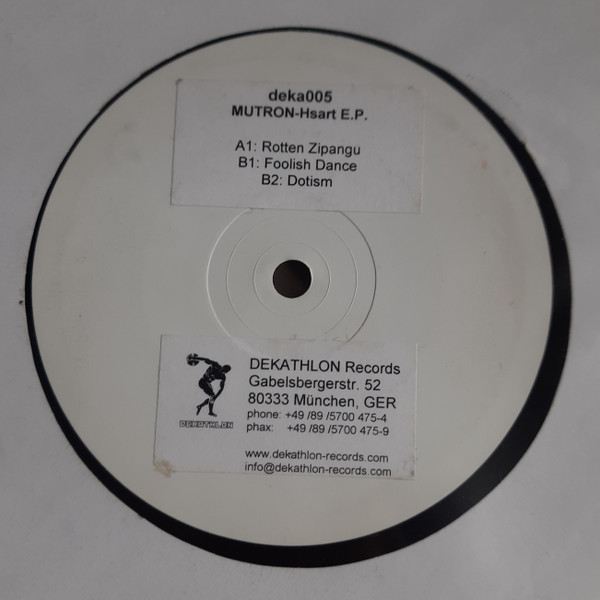 deka005
MUTRON-Hsart E.P.
A1: Rotten Zipangu
B1: Foolish Dance
B2: Dotism
DEKATHLON Records
Gabelsbergerstr. 52
80333 München, GER
phone: +49 /89 /5700 475-4
phax: +49 /89 /5700 475-9
DEKATHLON
www.dekathlon-records.com
info@dekathlon-records.com